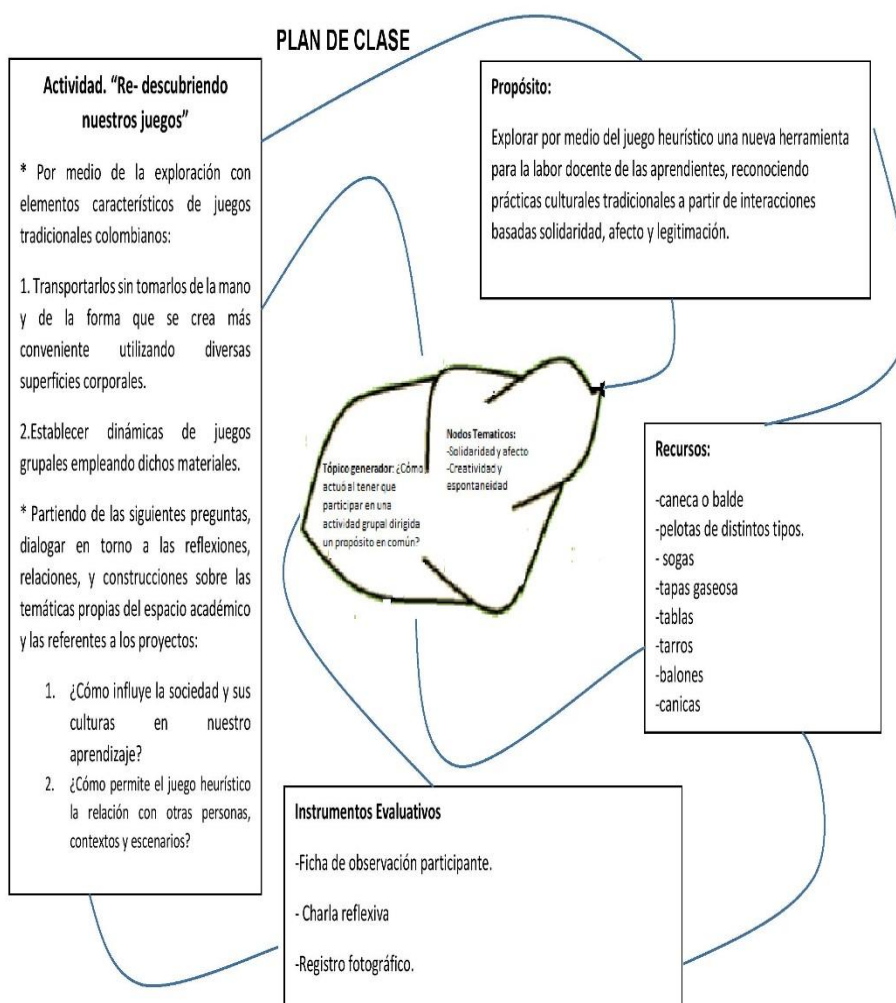 PLAN DE CLASE
Actividad. “Re- descubriendo
nuestros juegos”
* Por medio de la exploración con
elementos característicos de juegos
tradicionales colombianos:
1. Transportarlos sin tomarlos de la mano
y de la forma que se crea más
conveniente utilizando diversas
superficies corporales.
2.Establecer dinámicas de juegos
grupales empleando dichos materiales.
* Partiendo de las siguientes preguntas,
dialogar en torno a las reflexiones,
relaciones, y construcciones sobre las
temáticas propias del espacio académico
y las referentes a los proyectos:
1. ¿Cómo influye la sociedad y sus
culturas en nuestro
aprendizaje?
2. ¿Cómo permite el juego heurístico
la relación con otras personas,
contextos y escenarios?
Propósito:
Explorar por medio del juego heurístico una nueva herramienta
para la labor docente de las aprendientes, reconociendo
prácticas culturales tradicionales a partir de interacciones
basadas solidaridad, afecto y legitimación.
Tópico generador: ¿Cómo
actuó al tener que
participar en una
actividad grupal dirigida
un propósito en común?
Nodos Tematicos:
-Solidaridad y afecto
-Creatividad y
espontaneidad
Recursos:
-caneca o balde
-pelotas de distintos tipos.
- sogas
-tapas gaseosa
-tablas
-tarros
-balones
-canicas
Instrumentos Evaluativos
-Ficha de observación participante.
- Charla reflexiva
-Registro fotográfico.